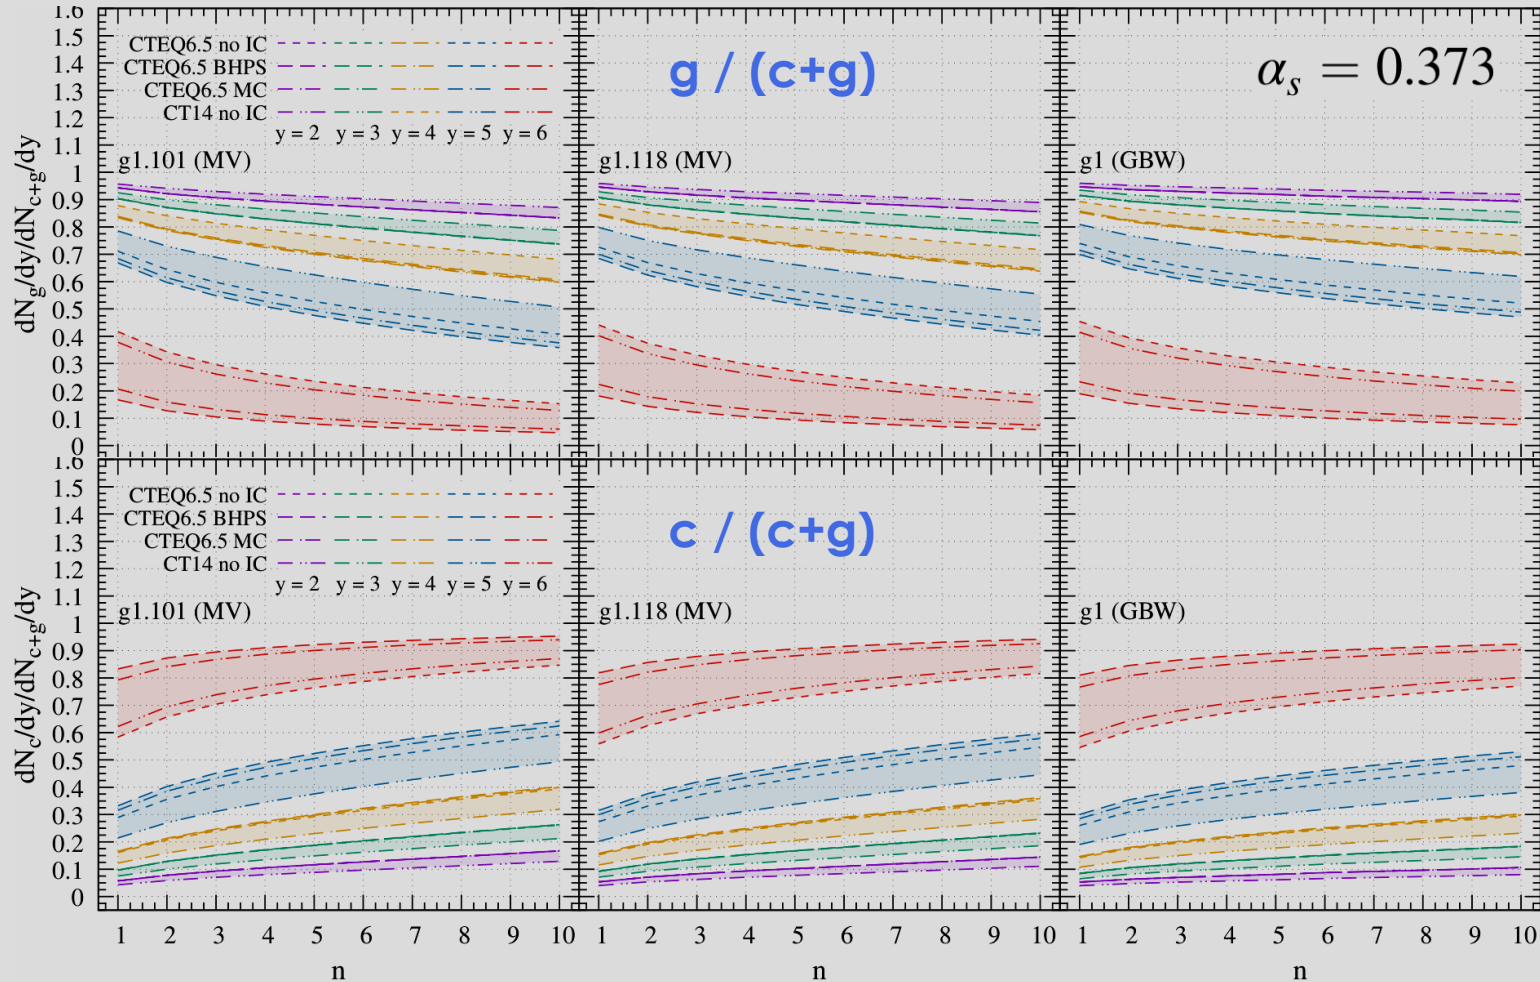 1.6
1.5
1.4
1.3
1.2
1.1
1
0.9
0.8
0.7
0.6
0.5
0.4
0.3
0.2
0.1
0
dN_g/dy/dN_{c+g}/dy
CTEQ6.5 no IC
CTEQ6.5 BHPS
CTEQ6.5 MC
CT14 no IC
y = 2 y = 3 y = 4 y = 5 y = 6
g1.101 (MV)
g / (c+g)
g1.118 (MV)
α_s = 0.373
g1 (GBW)
1.6
1.5
1.4
1.3
1.2
1.1
1
0.9
0.8
0.7
0.6
0.5
0.4
0.3
0.2
0.1
0
dN_c/dy/dN_{c+g}/dy
CTEQ6.5 no IC
CTEQ6.5 BHPS
CTEQ6.5 MC
CT14 no IC
y = 2 y = 3 y = 4 y = 5 y = 6
g1.101 (MV)
c / (c+g)
g1.118 (MV)
g1 (GBW)
1 2 3 4 5 6 7 8 9 10
1 2 3 4 5 6 7 8 9 10
1 2 3 4 5 6 7 8 9 10
n
n
n